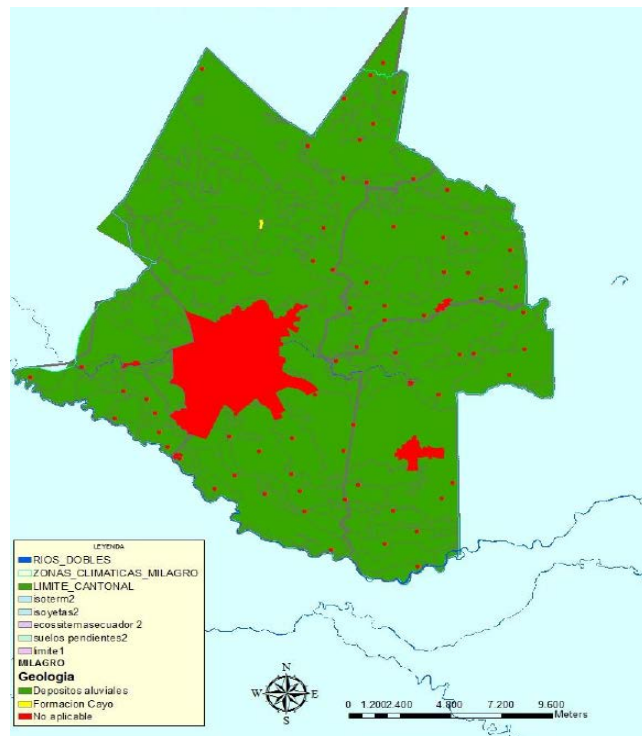 LEYENDA
RIOS_DOBLES
ZONAS_CLIMATICAS_MILAGRO
LIMITE_CANTONAL
isoterm2
isoyetas2
ecossitemasecuador 2
suelos pendientes2
limite1
MILAGRO
Geologia
Depositos aluviales
Formacion Cayo
No aplicable
N
W E
S
0 1.200 2.400 4.800 7.200 9.600
Meters